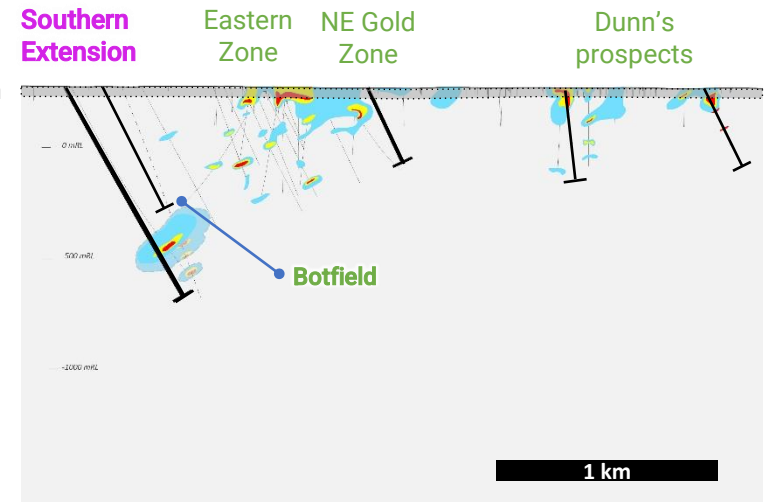 Southern
Extension
Eastern
Zone
NE Gold
Zone
Dunn's
prospects
0 mRL
500 mRL
Botfield
-1000 mRL
1 km